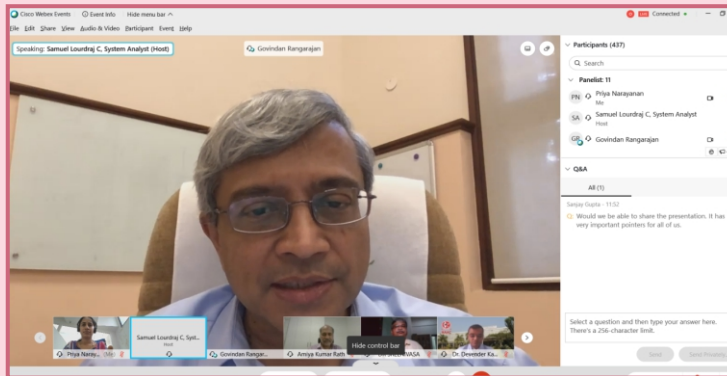 Cisco Webex Events
Event Info
Hide menu bar
Connected
File Edit Share View Audio & Video Participant Event Help
Speaking: Samuel Lourdraj C, System Analyst (Host)
Govindan Rangarajan
Participants (437)
Search
Panelist: 11
PN Priya Narayanan
Me
SA Samuel Lourdraj C, System Analyst
Host
GR Govindan Rangarajan
Q&A
All (1)
Sanjay Gupta - 11:52
Would we be able to share the presentation. It has
very important pointers for all of us.
Select a question and then type your answer here.
There's a 256-character limit.
Send
Send Privately
Samuel Lourdraj C, Syst...
Host
Priya Naray... (Me)
Govindan Rangar...
Amiya Kumar Rath
Dr. Devender Ka...
Hide control bar